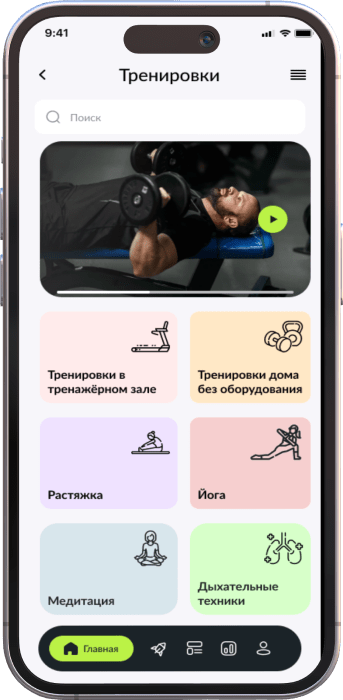 9:41
Тренировки
Поиск
Тренировки в
тренажёрном зале
Тренировки дома
без оборудования
Растяжка
Йога
Медитация
Дыхательные
техники
Главная